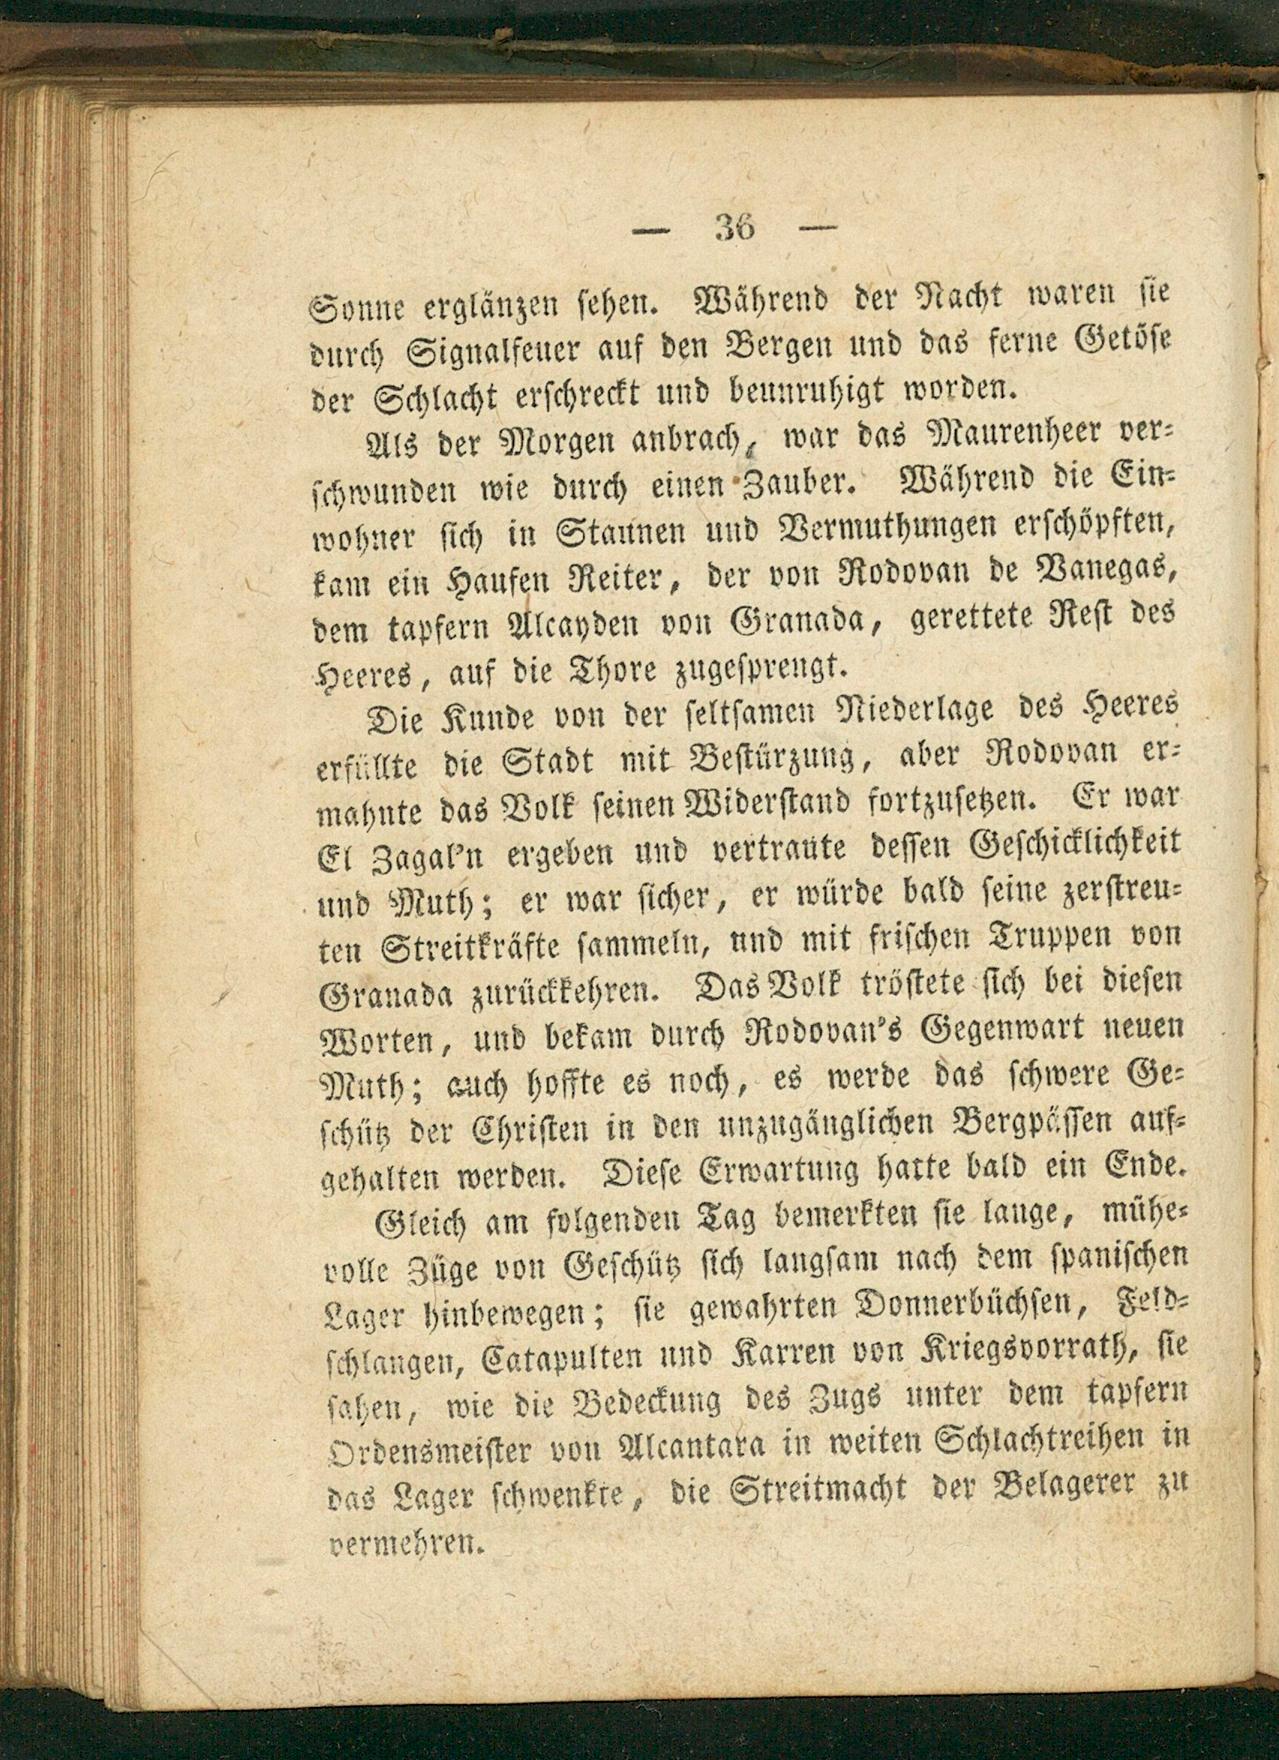 — 36 —
Sonne erglänzen sehen. Während der Nacht waren sie
durch Signalfeuer auf den Bergen und das ferne Getöse
der Schlacht erschreckt und beunruhigt worden.
Als der Morgen anbrach, war das Maurenheer ver-
schwunden wie durch einen Zauber. Während die Ein-
wohner sich in Staunen und Vermuthungen erschöpften,
kam ein Haufen Reiter, der von Rodovan de Vanegas,
dem tapfern Alcayden von Granada, gerettete Rest des
Heeres, auf die Thore zugesprengt.
Die Kunde von der seltsamen Niederlage des Heeres
erfüllte die Stadt mit Bestürzung, aber Rodovan er-
mahnte das Volk seinen Widerstand fortzusetzen. Er war
El Zagal'n ergeben und vertraute dessen Geschicklichkeit
und Muth; er war sicher, er würde bald seine zerstreu-
ten Streitkräfte sammeln, und mit frischen Truppen von
Granada zurückkehren. Das Volk tröstete sich bei diesen
Worten, und bekam durch Rodovan's Gegenwart neuen
Muth; auch hoffte es noch, es werde das schwere Ge-
schütz der Christen in den unzugänglichen Bergpässen auf-
gehalten werden. Diese Erwartung hatte bald ein Ende.
Gleich am folgenden Tag bemerkten sie lange, mühe-
volle Züge von Geschütz sich langsam nach dem spanischen
Lager hinbewegen; sie gewahrten Donnerbüchsen, Feld-
schlangen, Catapulten und Karren von Kriegsvorrath, sie
sahen, wie die Bedeckung des Zugs unter dem tapfern
Ordensmeister von Alcantara in weiten Schlachtreihen in
das Lager schwenkte, die Streitmacht der Belagerer zu
vermehren.